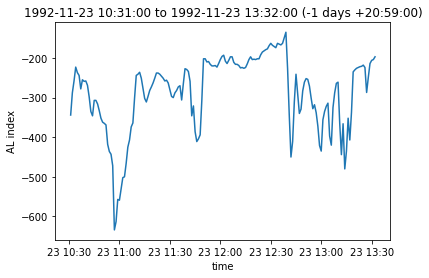 1992-11-23 10:31:00 to 1992-11-23 13:32:00 (-1 days +20:59:00)
AL index
−200
−300
−400
−500
−600
23 10:30 23 11:00 23 11:30 23 12:00 23 12:30 23 13:00 23 13:30
time